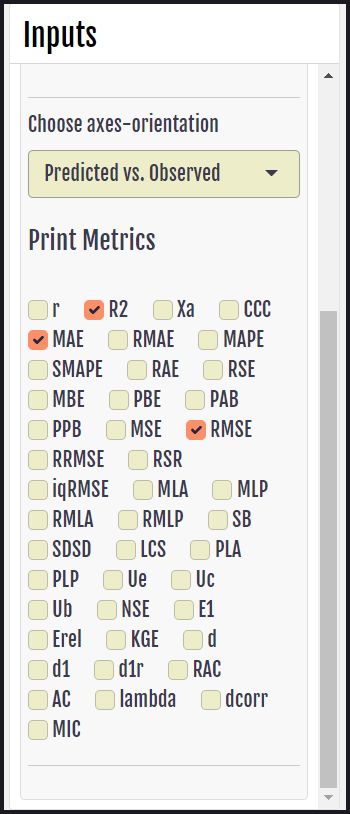 Inputs
Choose axes-orientation
Predicted vs. Observed
Print Metrics
r R2 Xa CCC
MAE RMAE MAPE
SMAPE RAE RSE
MBE PBE PAB
PPB MSE RMSE
RRMSE RSR
iqRMSE MLA MLP
RMLA RMLP SB
SDSD LCS PLA
PLP Ue Uc
Ub NSE E1
Erel KGE d
d1 d1r RAC
AC lambda dcorr
MIC